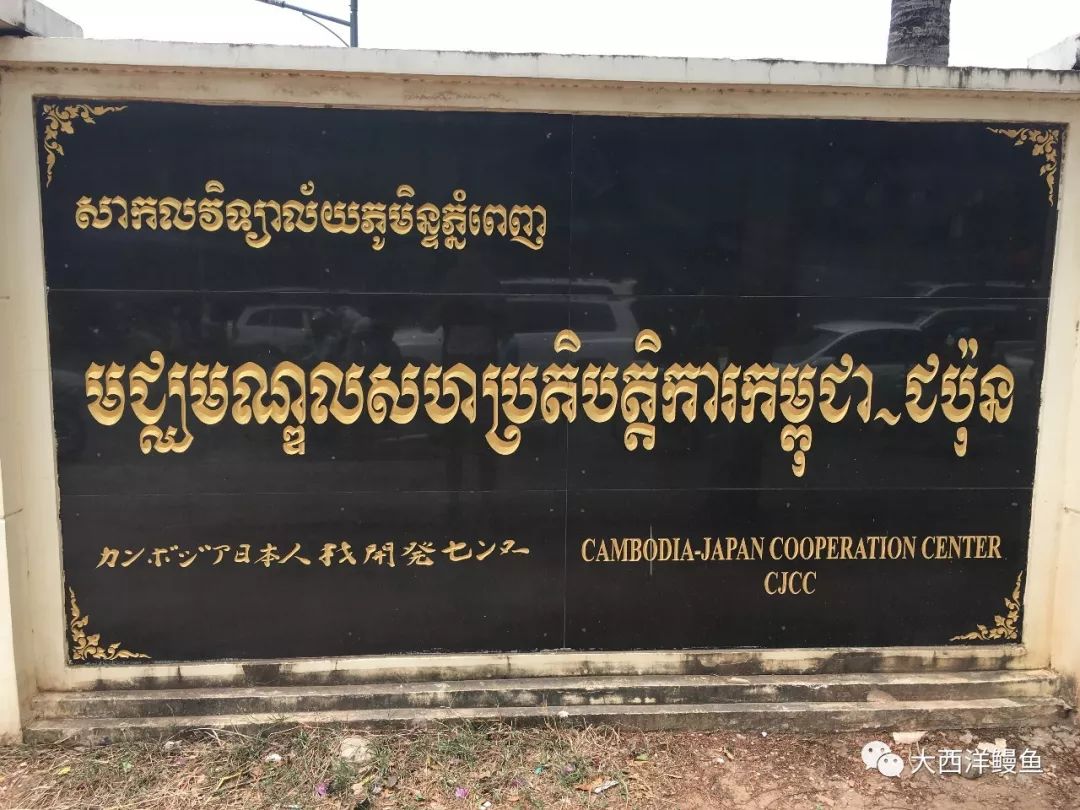 សាកលវិទ្យាល័យភូមិន្ទភ្នំពេញ
មជ្ឈមណ្ឌលសហប្រតិបត្តិការកម្ពុជា~ជប៉ុន
カンボジア日本人材開発センター
CAMBODIA-JAPAN COOPERATION CENTER
CJCC
大西洋鳗鱼